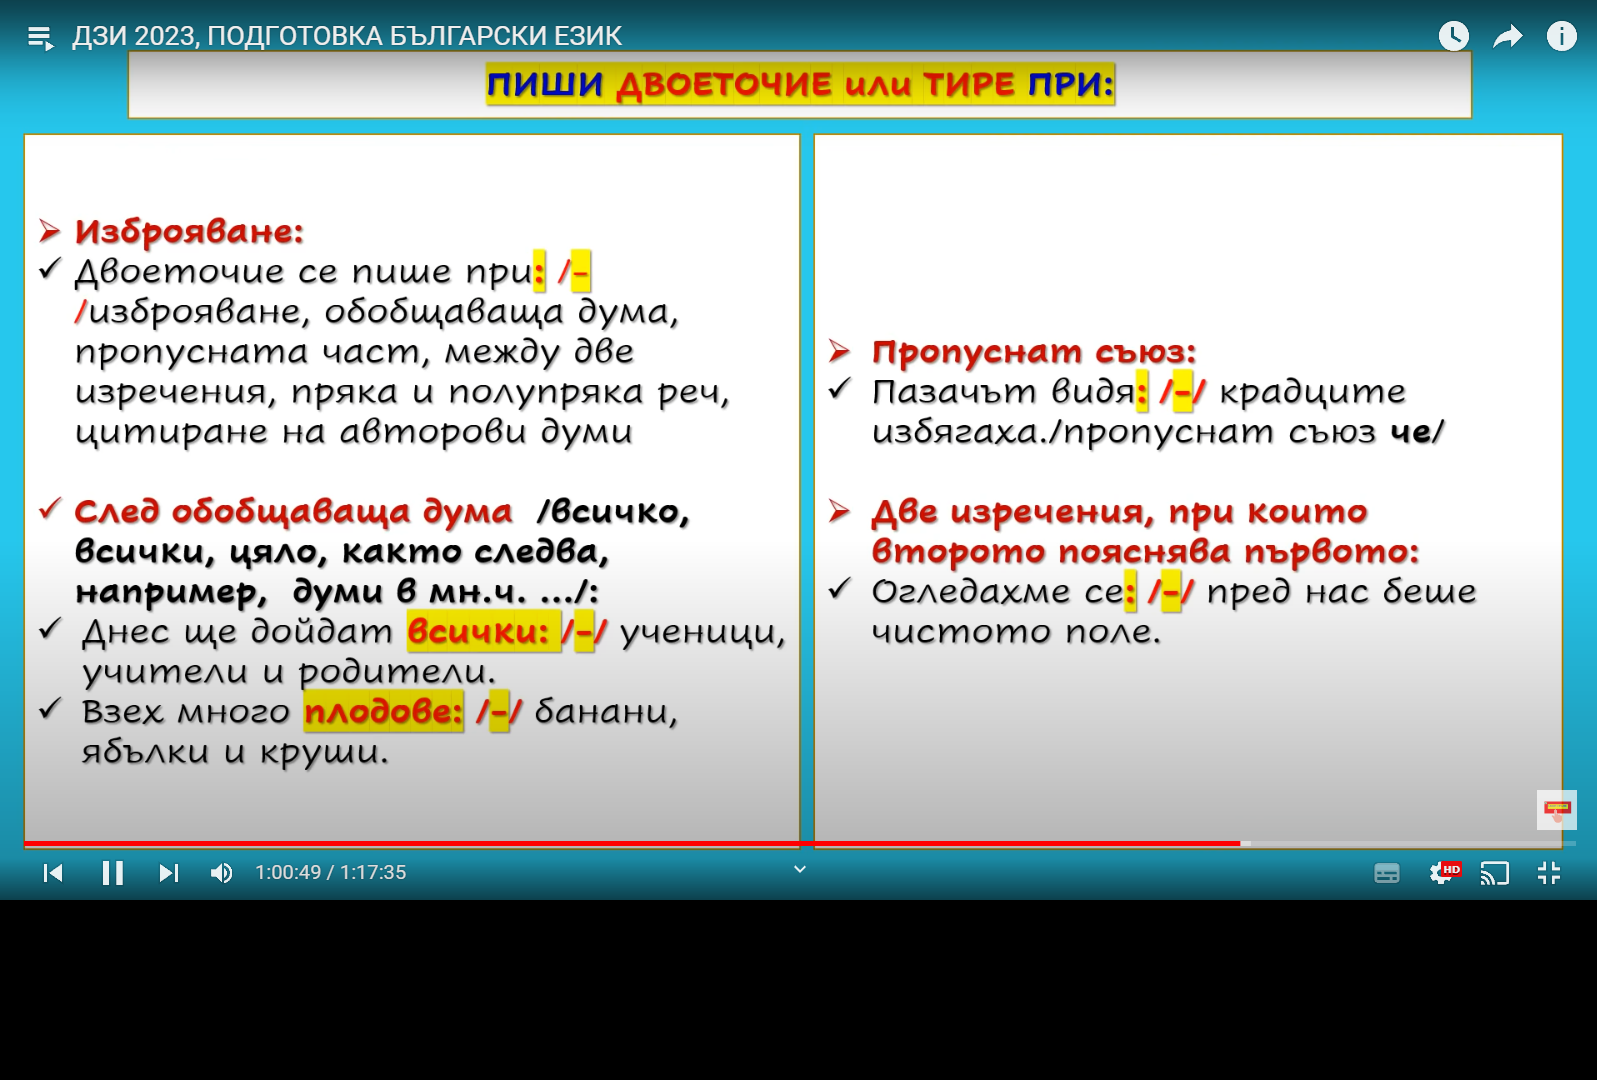 ДЗИ 2023, ПОДГОТОВКА БЪЛГАРСКИ ЕЗИК
ПИШИ ДВОЕТОЧИЕ или ТИРЕ ПРИ:
Изброяване:
Двоеточие се пише при: /-
/изброяване, обобщаваща дума,
пропусната част, между две
изречения, пряка и полупряка реч,
цитиране на авторови думи
След обобщаваща дума /всичко,
всички, цяло, както следва,
например, думи в мн.ч. .../:
Днес ще дойдат всички: /-/ ученици,
учители и родители.
Взех много плодове: /-/ банани,
ябълки и круши.
Пропуснат съюз:
Пазачът видя: /-/ крадците
избягаха./пропуснат съюз че/
Две изречения, при които
второто пояснява първото:
Огледахме се: /-/ пред нас беше
чистото поле.
1:00:49 / 1:17:35
HD